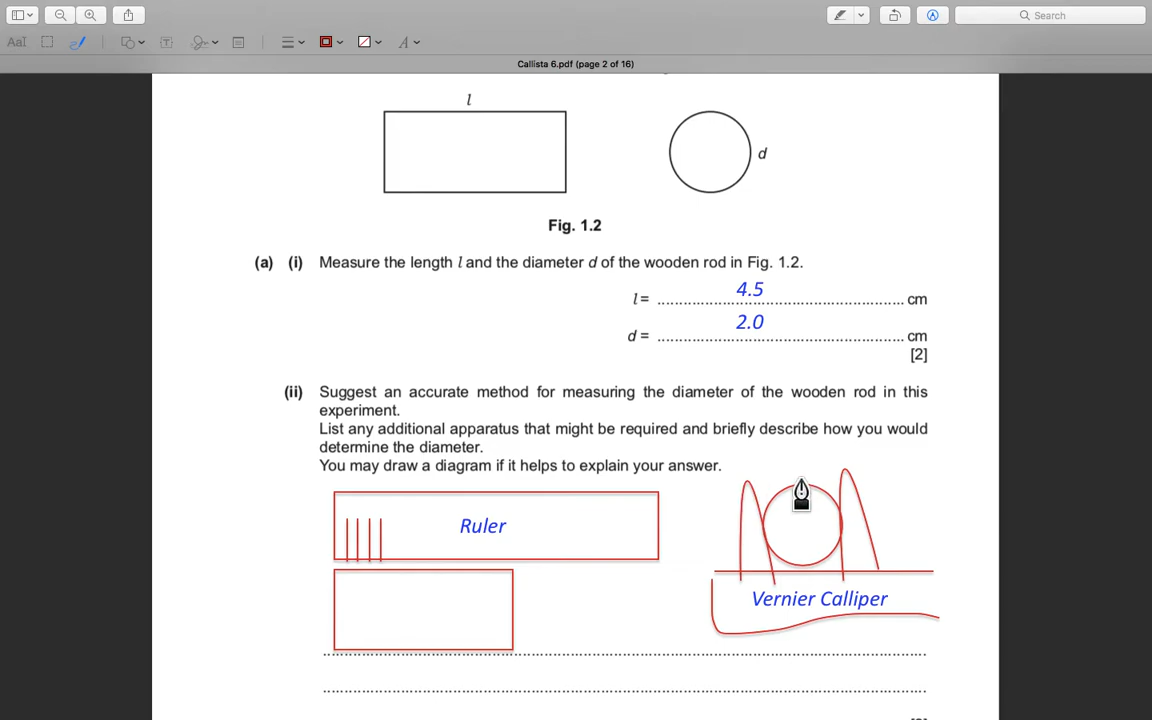 Search
AaI
A
Callista 6.pdf (page 2 of 16)
l
d
Fig. 1.2
(a) (i) Measure the length l and the diameter d of the wooden rod in Fig. 1.2.
l = 4.5 cm
d = 2.0 cm
[2]
(ii) Suggest an accurate method for measuring the diameter of the wooden rod in this
experiment.
List any additional apparatus that might be required and briefly describe how you would
determine the diameter.
You may draw a diagram if it helps to explain your answer.
Ruler
Vernier Calliper